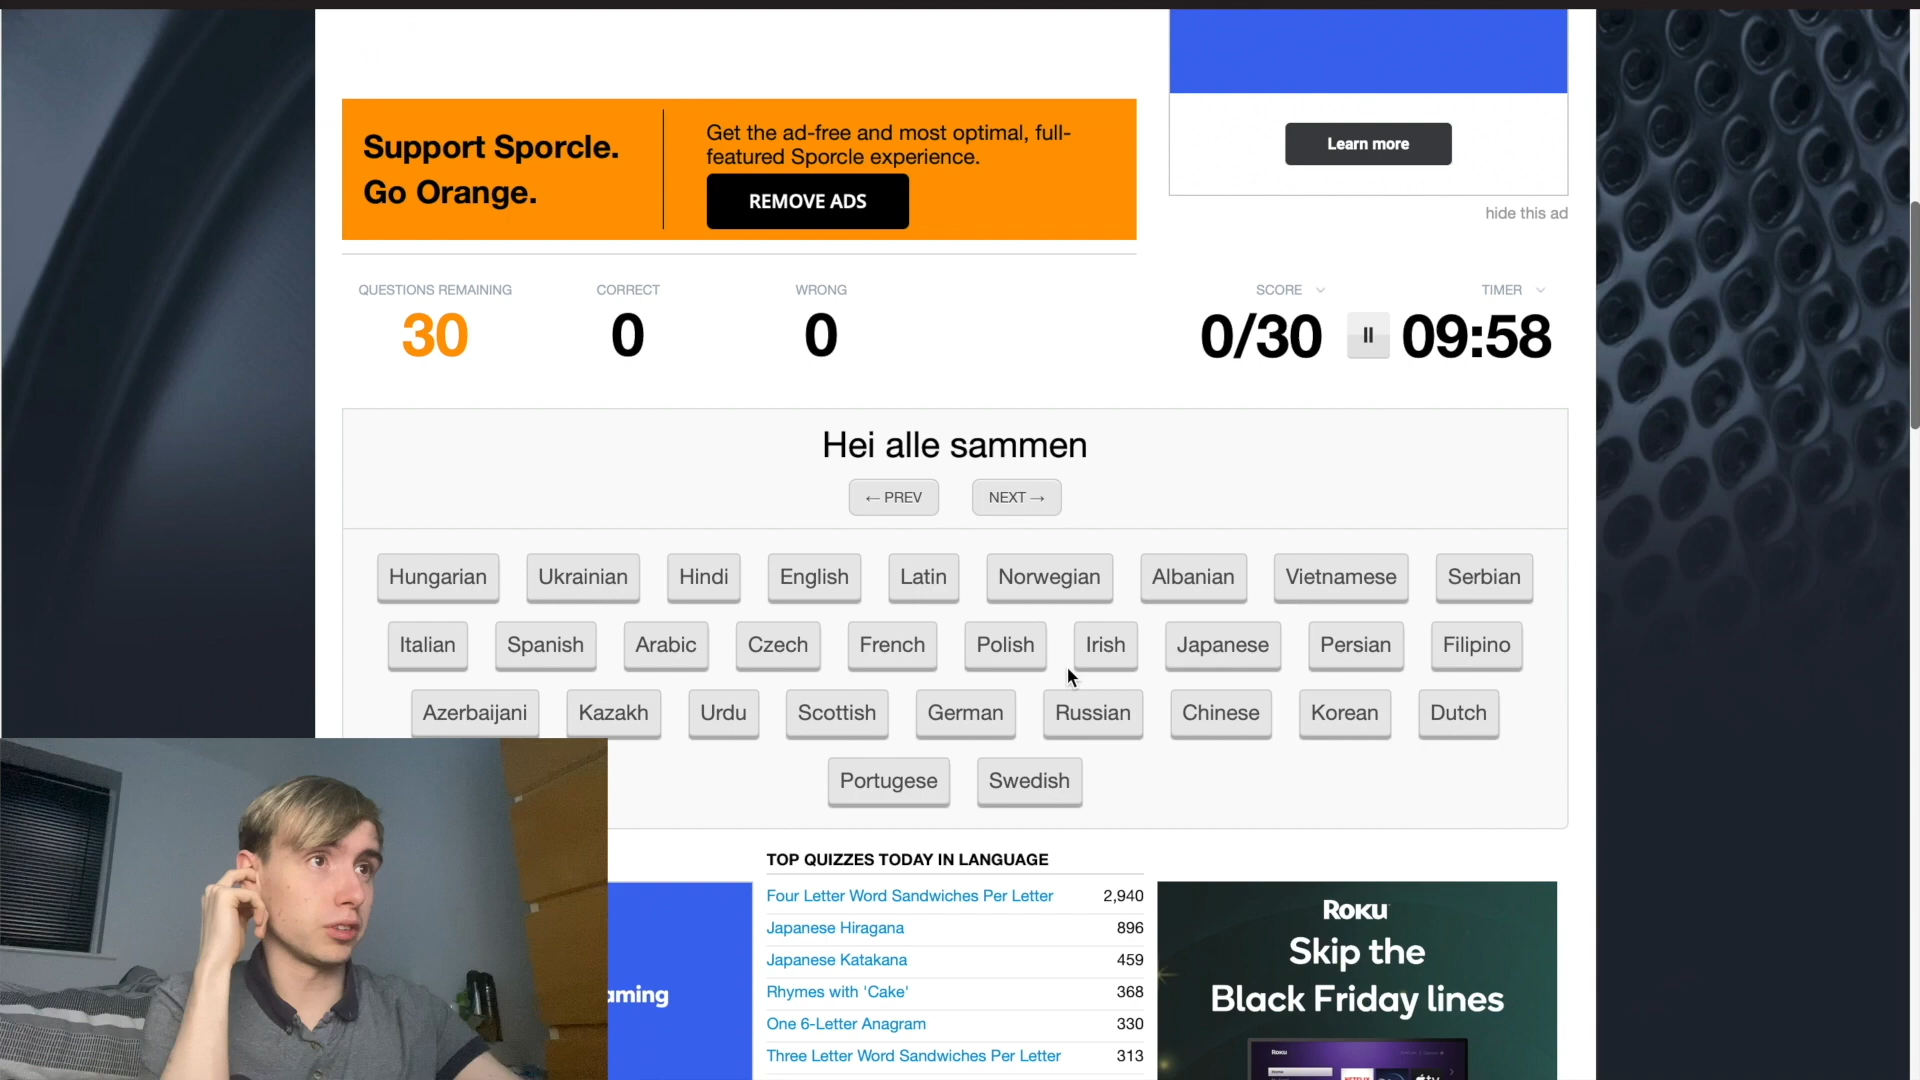 Support Sporcle.
Go Orange.
Get the ad-free and most optimal, full-
featured Sporcle experience.
REMOVE ADS
Learn more
hide this ad
QUESTIONS REMAINING
30
CORRECT
0
WRONG
0
SCORE
0/30
TIMER
09:58
Hei alle sammen
← PREV
NEXT →
Hungarian
Ukrainian
Hindi
English
Latin
Norwegian
Albanian
Vietnamese
Serbian
Italian
Spanish
Arabic
Czech
French
Polish
Irish
Japanese
Persian
Filipino
Azerbaijani
Kazakh
Urdu
Scottish
German
Russian
Chinese
Korean
Dutch
Portugese
Swedish
TOP QUIZZES TODAY IN LANGUAGE
Four Letter Word Sandwiches Per Letter 2,940
Japanese Hiragana 896
Japanese Katakana 459
Rhymes with 'Cake' 368
One 6-Letter Anagram 330
Three Letter Word Sandwiches Per Letter 313
aming
Roku
Skip the
Black Friday lines
Roku
NETFLIX